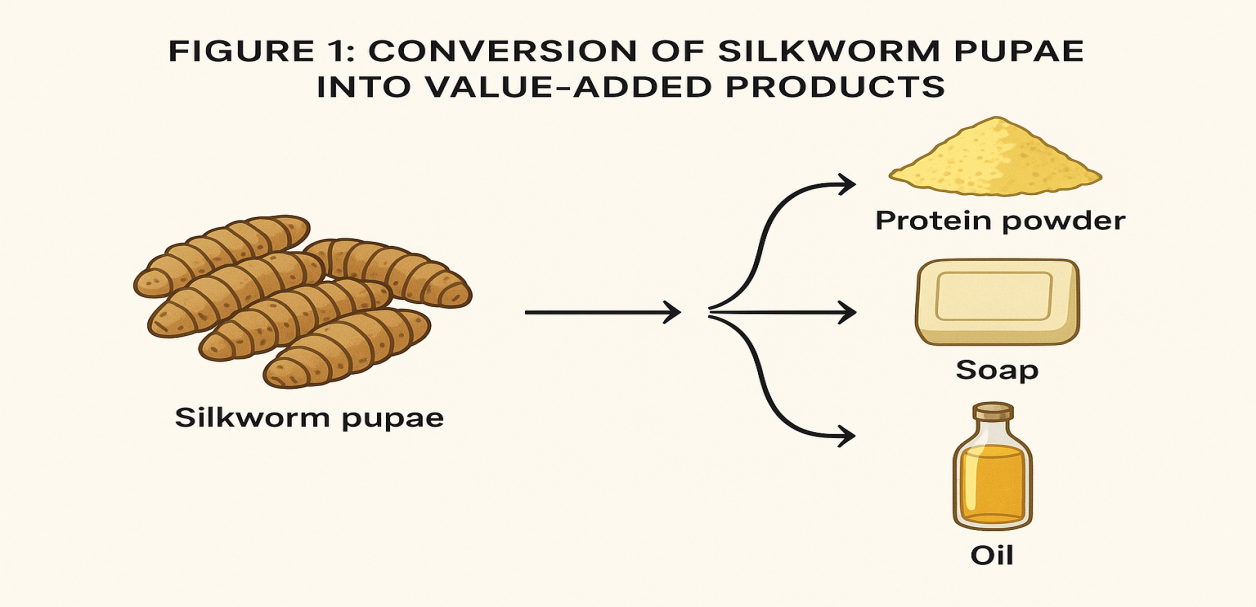 FIGURE 1: CONVERSION OF SILKWORM PUPAE
INTO VALUE-ADDED PRODUCTS
Protein powder
Soap
Silkworm pupae
Oil